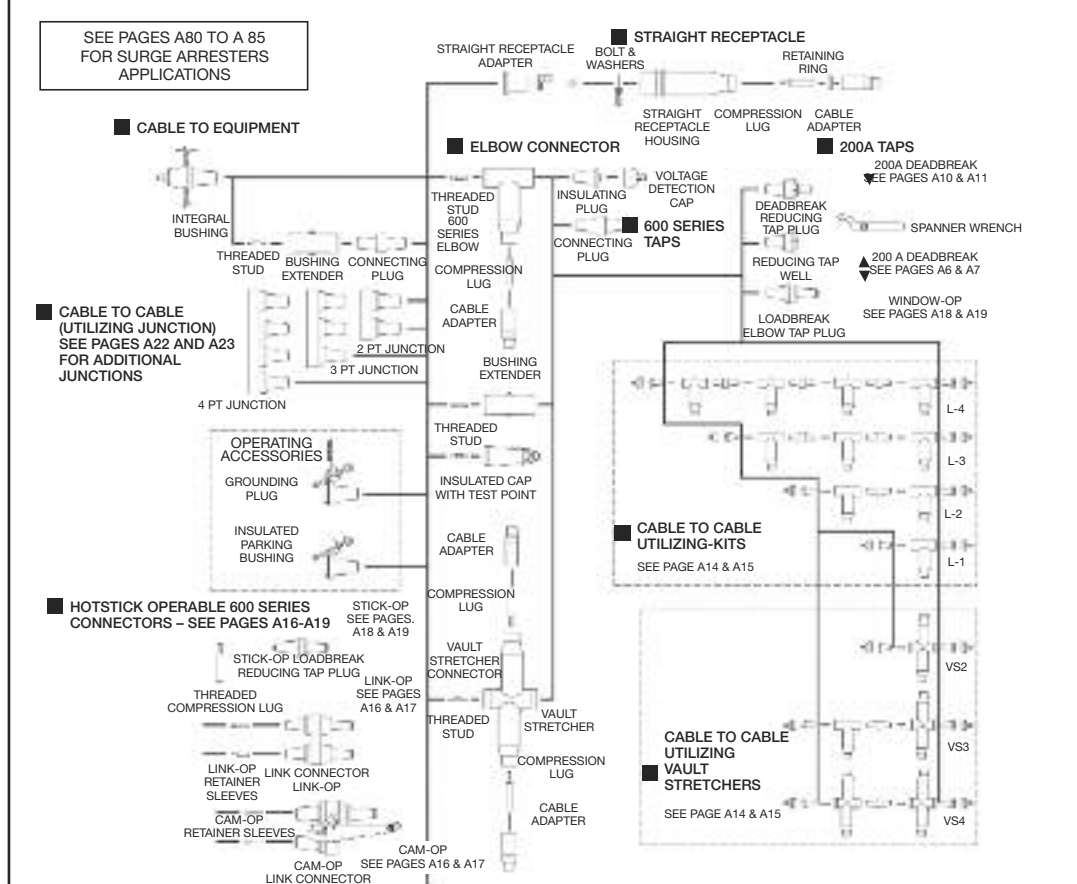 SEE PAGES A80 TO A 85
FOR SURGE ARRESTERS
APPLICATIONS
STRAIGHT RECEPTACLE
STRAIGHT RECEPTACLE
ADAPTER
BOLT &
WASHERS
RETAINING
RING
STRAIGHT
RECEPTACLE
HOUSING
COMPRESSION
LUG
CABLE
ADAPTER
CABLE TO EQUIPMENT
INTEGRAL
BUSHING
THREADED
STUD
BUSHING
EXTENDER
CONNECTING
PLUG
ELBOW CONNECTOR
THREADED
STUD
600
SERIES
ELBOW
INSULATING
PLUG
VOLTAGE
DETECTION
CAP
CONNECTING
PLUG
600 SERIES
TAPS
COMPRESSION
LUG
CABLE
ADAPTER
200A TAPS
200A DEADBREAK
SEE PAGES A10 & A11
DEADBREAK
REDUCING
TAP PLUG
SPANNER WRENCH
REDUCING TAP
WELL
200 A DEADBREAK
SEE PAGES A6 & A7
LOADBREAK
ELBOW TAP PLUG
WINDOW-OP
SEE PAGES A18 & A19
CABLE TO CABLE
(UTILIZING JUNCTION)
SEE PAGES A22 AND A23
FOR ADDITIONAL
JUNCTIONS
2 PT JUNCTION
3 PT JUNCTION
4 PT JUNCTION
BUSHING
EXTENDER
THREADED
STUD
INSULATED CAP
WITH TEST POINT
OPERATING
ACCESSORIES
GROUNDING
PLUG
INSULATED
PARKING
BUSHING
L-4
L-3
L-2
L-1
CABLE TO CABLE
UTILIZING-KITS
SEE PAGE A14 & A15
CABLE
ADAPTER
COMPRESSION
LUG
VAULT
STRETCHER
CONNECTOR
THREADED
STUD
VAULT
STRETCHER
COMPRESSION
LUG
CABLE
ADAPTER
HOTSTICK OPERABLE 600 SERIES
CONNECTORS – SEE PAGES A16-A19
STICK-OP
SEE PAGES.
A18 & A19
STICK-OP LOADBREAK
REDUCING TAP PLUG
LINK-OP
SEE PAGES
A16 & A17
THREADED
COMPRESSION LUG
LINK-OP
RETAINER
SLEEVES
LINK CONNECTOR
LINK-OP
CAM-OP
RETAINER SLEEVES
CAM-OP
LINK CONNECTOR
CAM-OP
SEE PAGES A16 & A17
VS2
VS3
VS4
CABLE TO CABLE
UTILIZING
VAULT
STRETCHERS
SEE PAGE A14 & A15